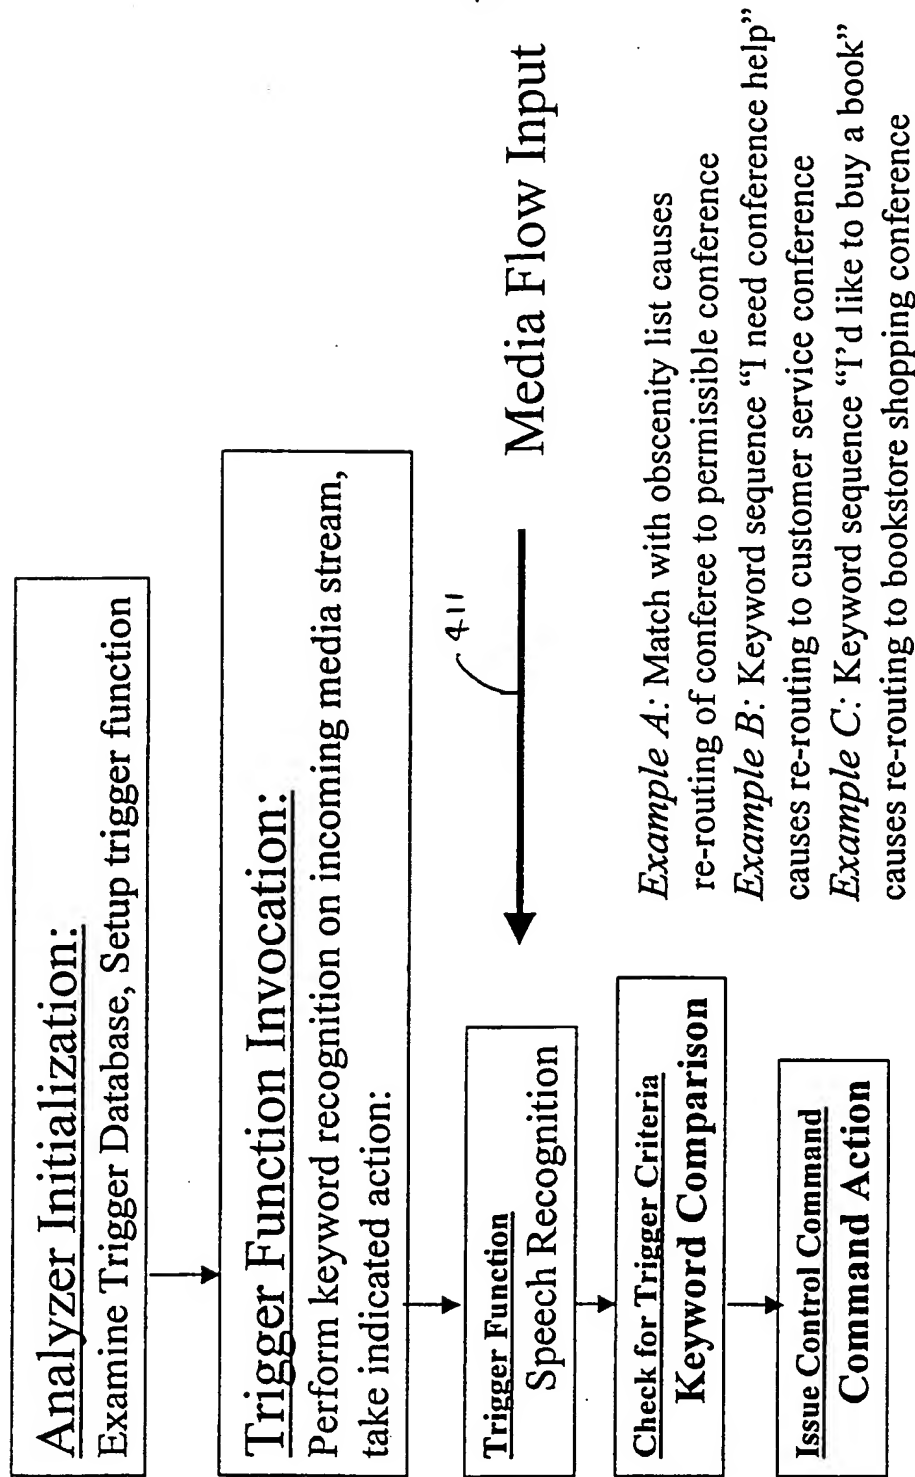 Analyzer Initialization:
Examine Trigger Database, Setup trigger function
Trigger Function Invocation:
Perform keyword recognition on incoming media stream,
take indicated action:
Trigger Function
Speech Recognition
411
Media Flow Input
Check for Trigger Criteria
Keyword Comparison
Issue Control Command
Command Action
Example A: Match with obscenity list causes
re-routing of conferee to permissible conference
Example B: Keyword sequence “I need conference help”
causes re-routing to customer service conference
Example C: Keyword sequence “I’d like to buy a book”
causes re-routing to bookstore shopping conference